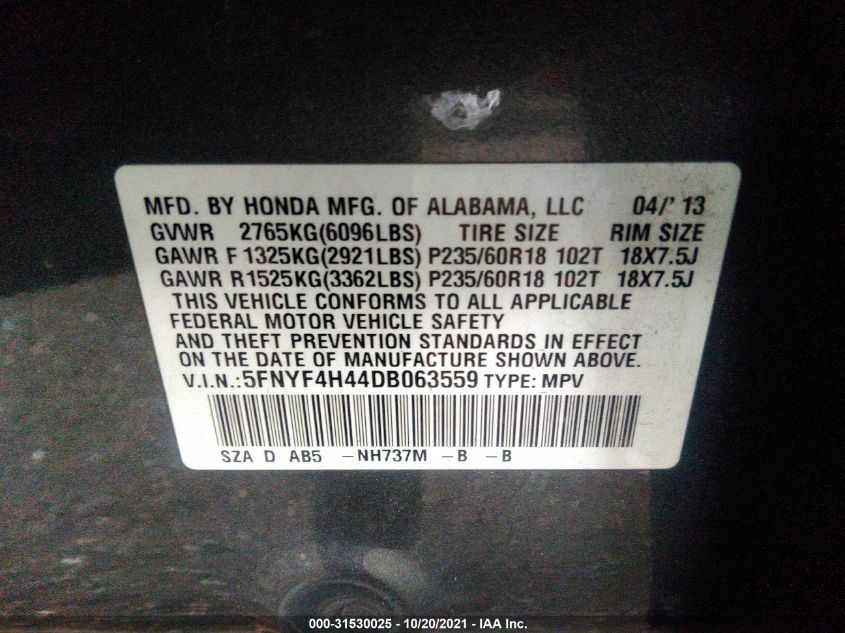 MFD. BY HONDA MFG. OF ALABAMA, LLC 04/' 13
GVWR 2765KG(6096LBS) TIRE SIZE RIM SIZE
GAWR F 1325KG(2921LBS) P235/60R18 102T 18X7.5J
GAWR R1525KG(3362LBS) P235/60R18 102T 18X7.5J
THIS VEHICLE CONFORMS TO ALL APPLICABLE
FEDERAL MOTOR VEHICLE SAFETY
AND THEFT PREVENTION STANDARDS IN EFFECT
ON THE DATE OF MANUFACTURE SHOWN ABOVE.
V.I.N.:5FNYF4H44DB063559 TYPE: MPV
SZA D AB5 -NH737M -B -B
000-31530025 - 10/20/2021 - IAA Inc.